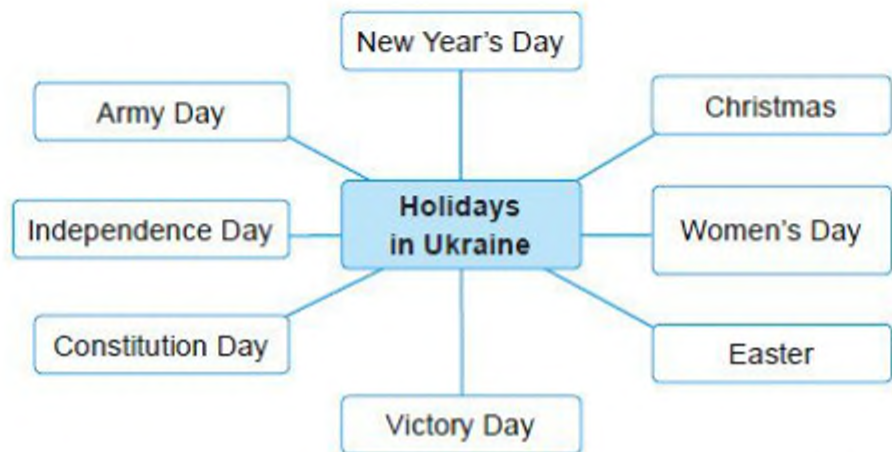 New Year's Day
Army Day
Christmas
Holidays
in Ukraine
Independence Day
Women's Day
Constitution Day
Easter
Victory Day